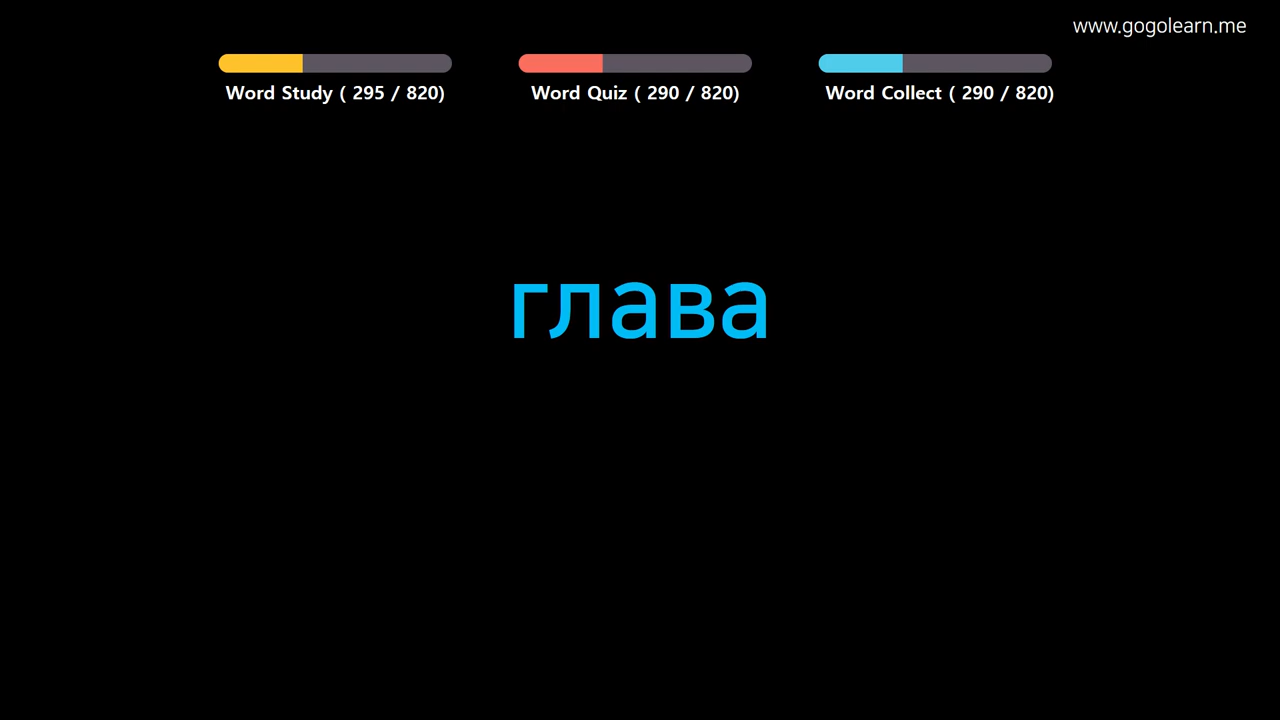 www.gogolearn.me
Word Study ( 295 / 820)
Word Quiz ( 290 / 820)
Word Collect ( 290 / 820)
глава